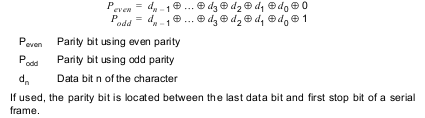 P_even = d_{n-1} ⊕ ... ⊕ d_3 ⊕ d_2 ⊕ d_1 ⊕ d_0 ⊕ 0
P_odd = d_{n-1} ⊕ ... ⊕ d_3 ⊕ d_2 ⊕ d_1 ⊕ d_0 ⊕ 1
P_even Parity bit using even parity
P_odd Parity bit using odd parity
d_n Data bit n of the character
If used, the parity bit is located between the last data bit and first stop bit of a serial
frame.